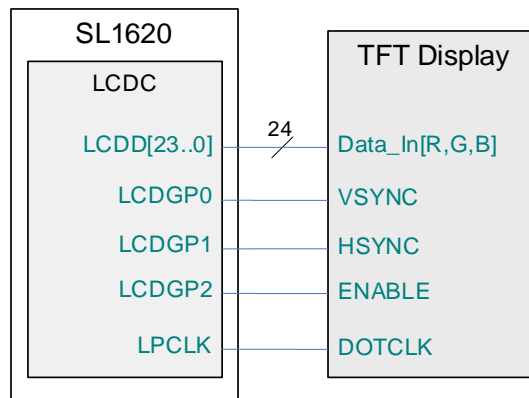 SL1620
TFT Display
LCDC
24
LCDD[23..0]
Data_In[R,G,B]
LCDGP0
VSYNC
LCDGP1
HSYNC
LCDGP2
ENABLE
LPCLK
DOTCLK